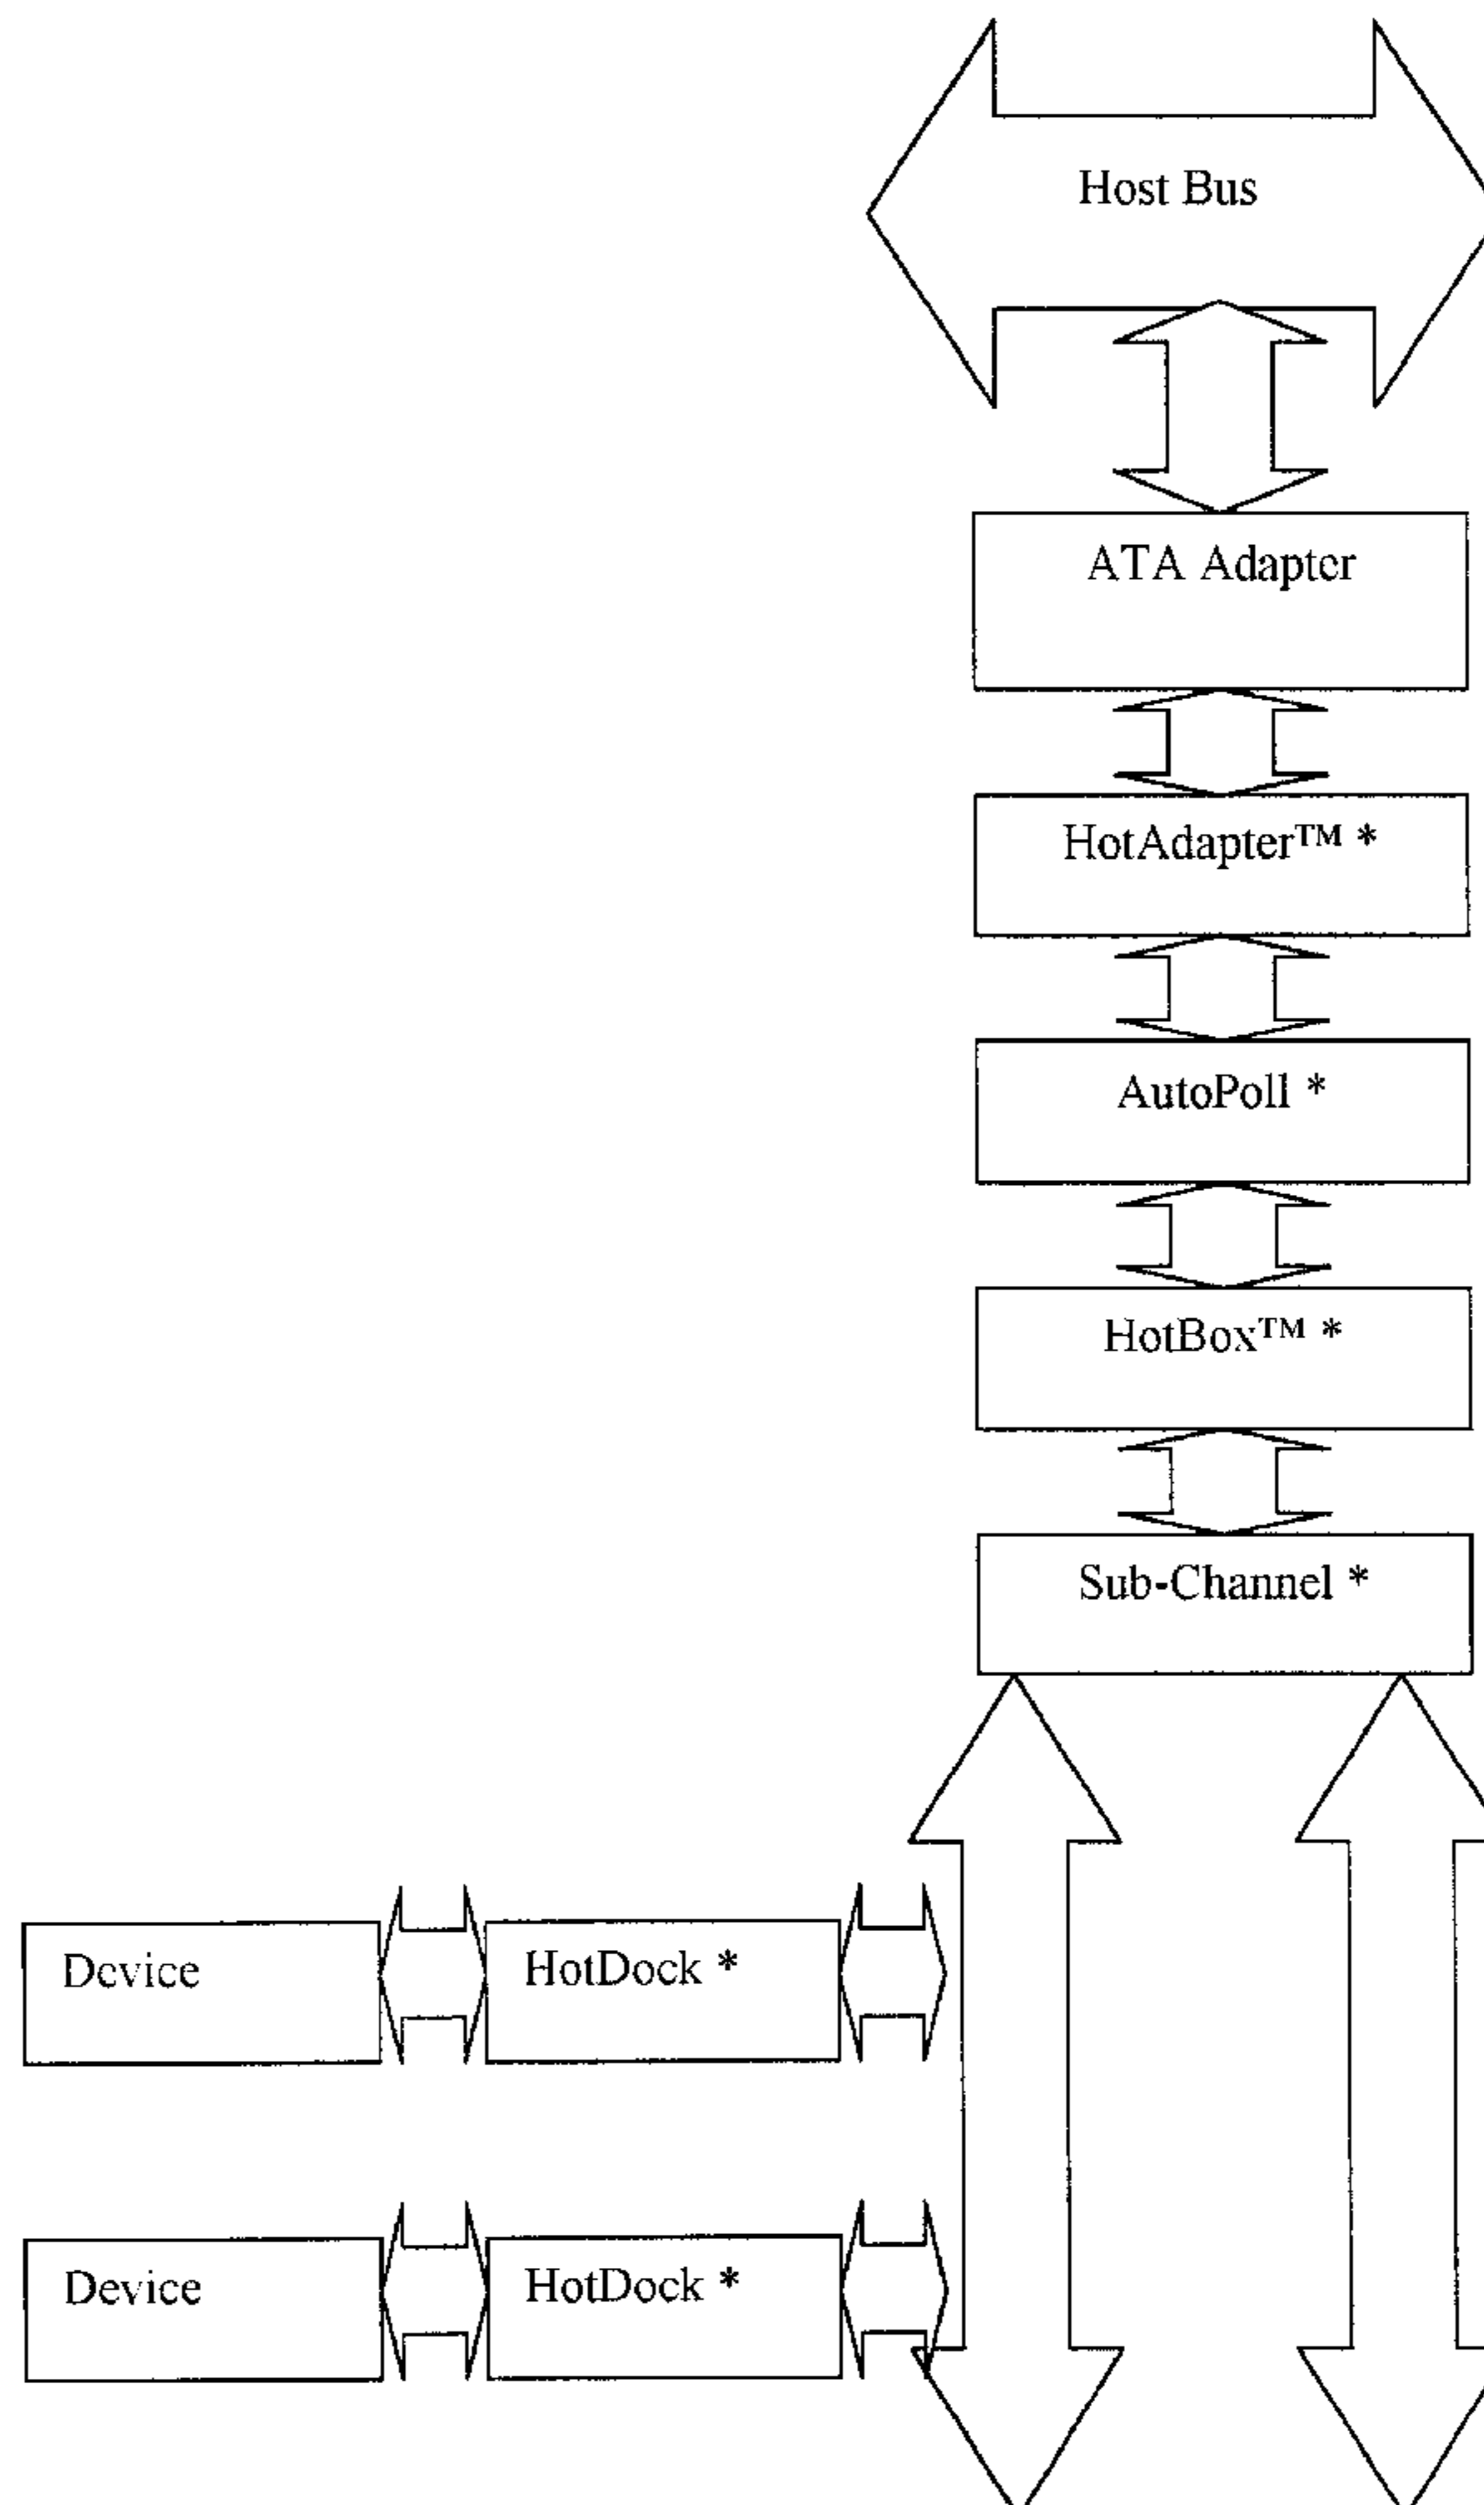 Host Bus
ATA Adapter
HotAdapter™ *
AutoPoll *
HotBox™ *
Sub-Channel *
Device
HotDock *
Device
HotDock *